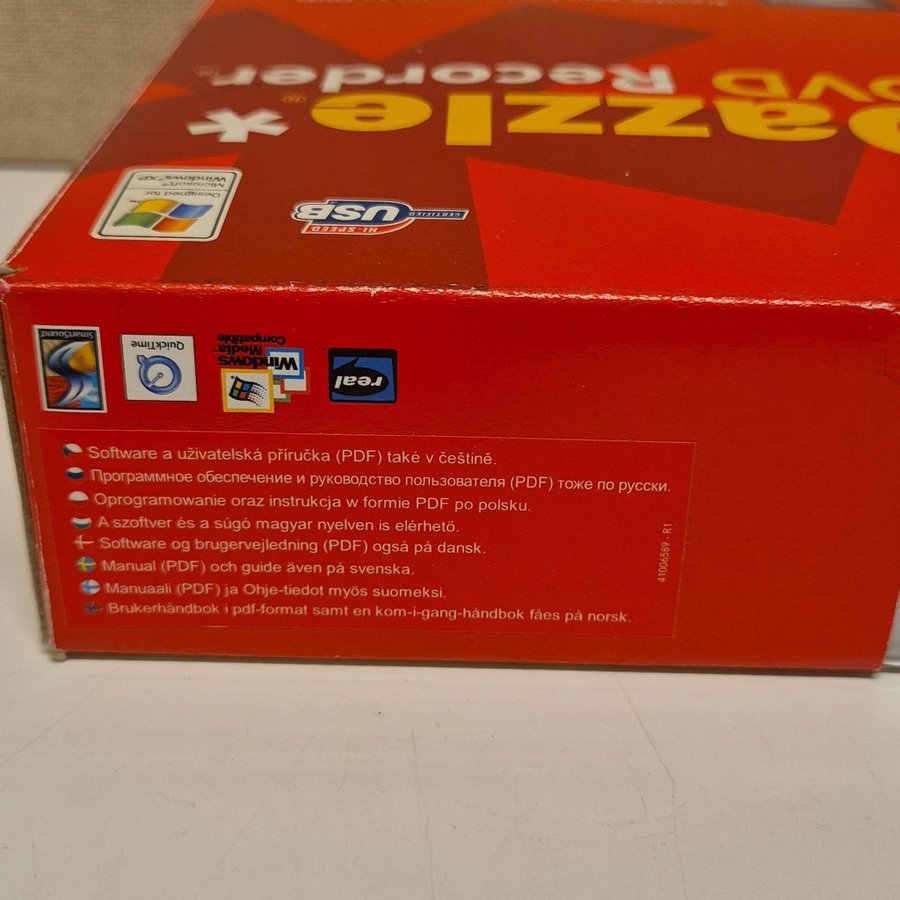 Dazzle*®
DVD Recorder
Designed for
Microsoft®
Windows®XP
HI-SPEED
CERTIFIED
USB
SmartSound
QuickTime
Windows
Media™
Compatible
real
Software a uživatelská příručka (PDF) také v češtině.
Программное обеспечение и руководство пользователя (PDF) тоже по русски.
Oprogramowanie oraz instrukcja w formie PDF po polsku.
A szoftver és a súgó magyar nyelven is elérhető.
Software og brugervejledning (PDF) også på dansk.
Manual (PDF) och guide även på svenska.
Manuaali (PDF) ja Ohje-tiedot myös suomeksi.
Brukerhåndbok i pdf-format samt en kom-i-gang-håndbok fåes på norsk.
41006589 - R1